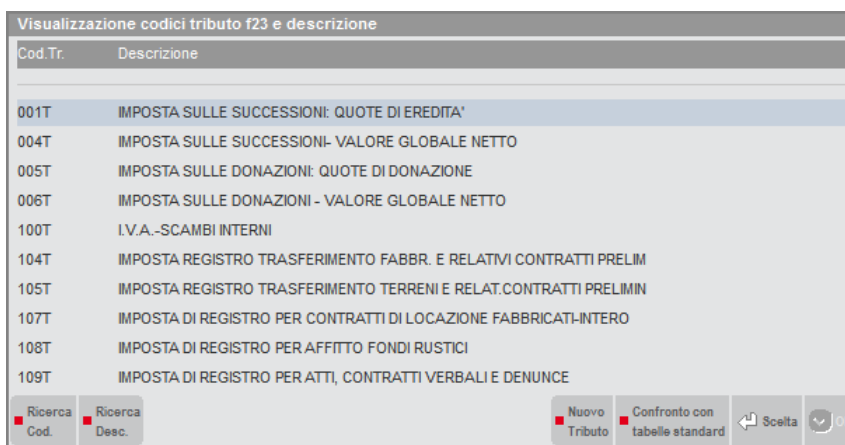 Visualizzazione codici tributo f23 e descrizione
Cod.Tr. Descrizione
001T IMPOSTA SULLE SUCCESSIONI: QUOTE DI EREDITA'
004T IMPOSTA SULLE SUCCESSIONI- VALORE GLOBALE NETTO
005T IMPOSTA SULLE DONAZIONI: QUOTE DI DONAZIONE
006T IMPOSTA SULLE DONAZIONI - VALORE GLOBALE NETTO
100T I.V.A.-SCAMBI INTERNI
104T IMPOSTA REGISTRO TRASFERIMENTO FABBR. E RELATIVI CONTRATTI PRELIM
105T IMPOSTA REGISTRO TRASFERIMENTO TERRENI E RELAT.CONTRATTI PRELIMIN
107T IMPOSTA DI REGISTRO PER CONTRATTI DI LOCAZIONE FABBRICATI-INTERO
108T IMPOSTA DI REGISTRO PER AFFITTO FONDI RUSTICI
109T IMPOSTA DI REGISTRO PER ATTI, CONTRATTI VERBALI E DENUNCE
Ricerca Ricerca Nuovo Confronto con Scelta
Cod. Desc. Tributo tabelle standard